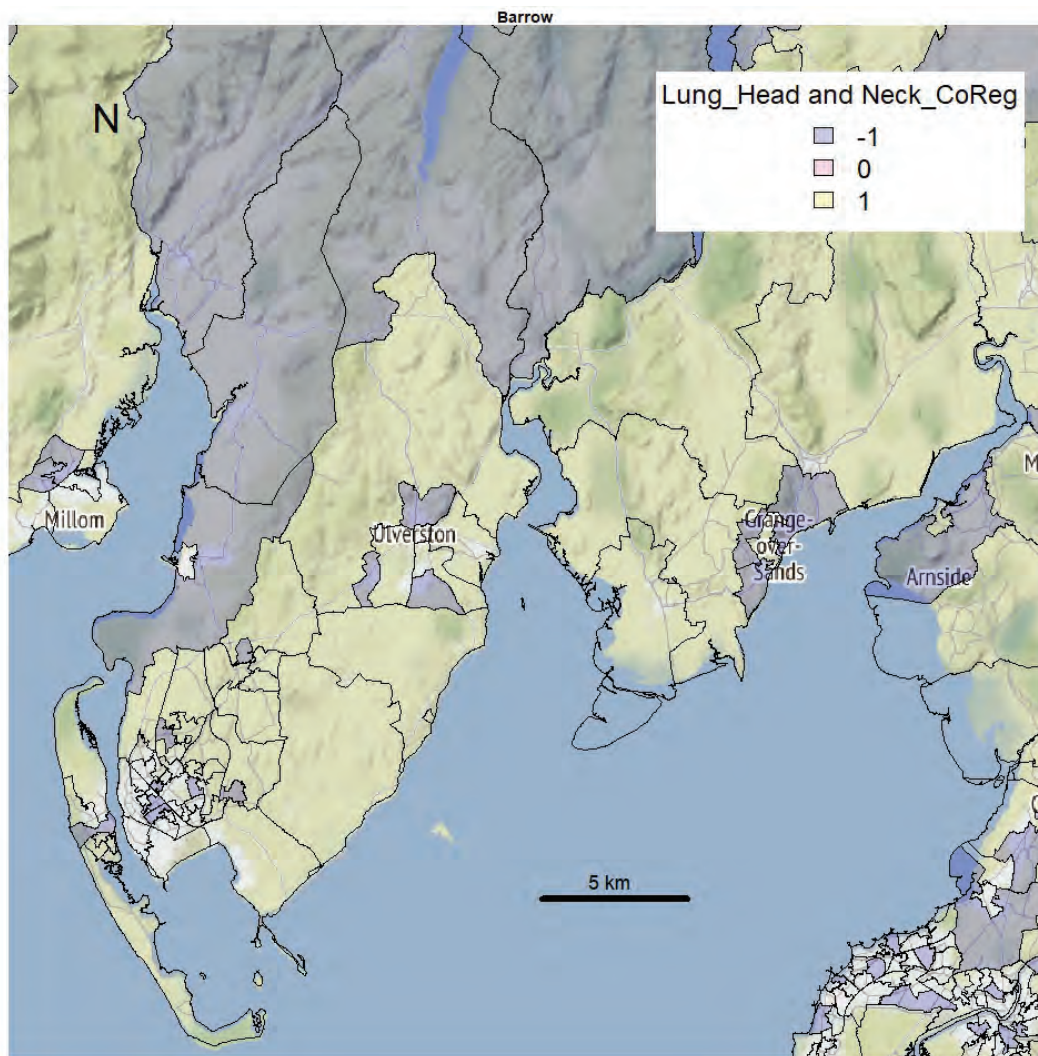 Barrow
N
Lung_Head and Neck_CoReg
-1
0
1
Millom
Ulverston
Grange-
over-
Sands
Arnside
M
5 km